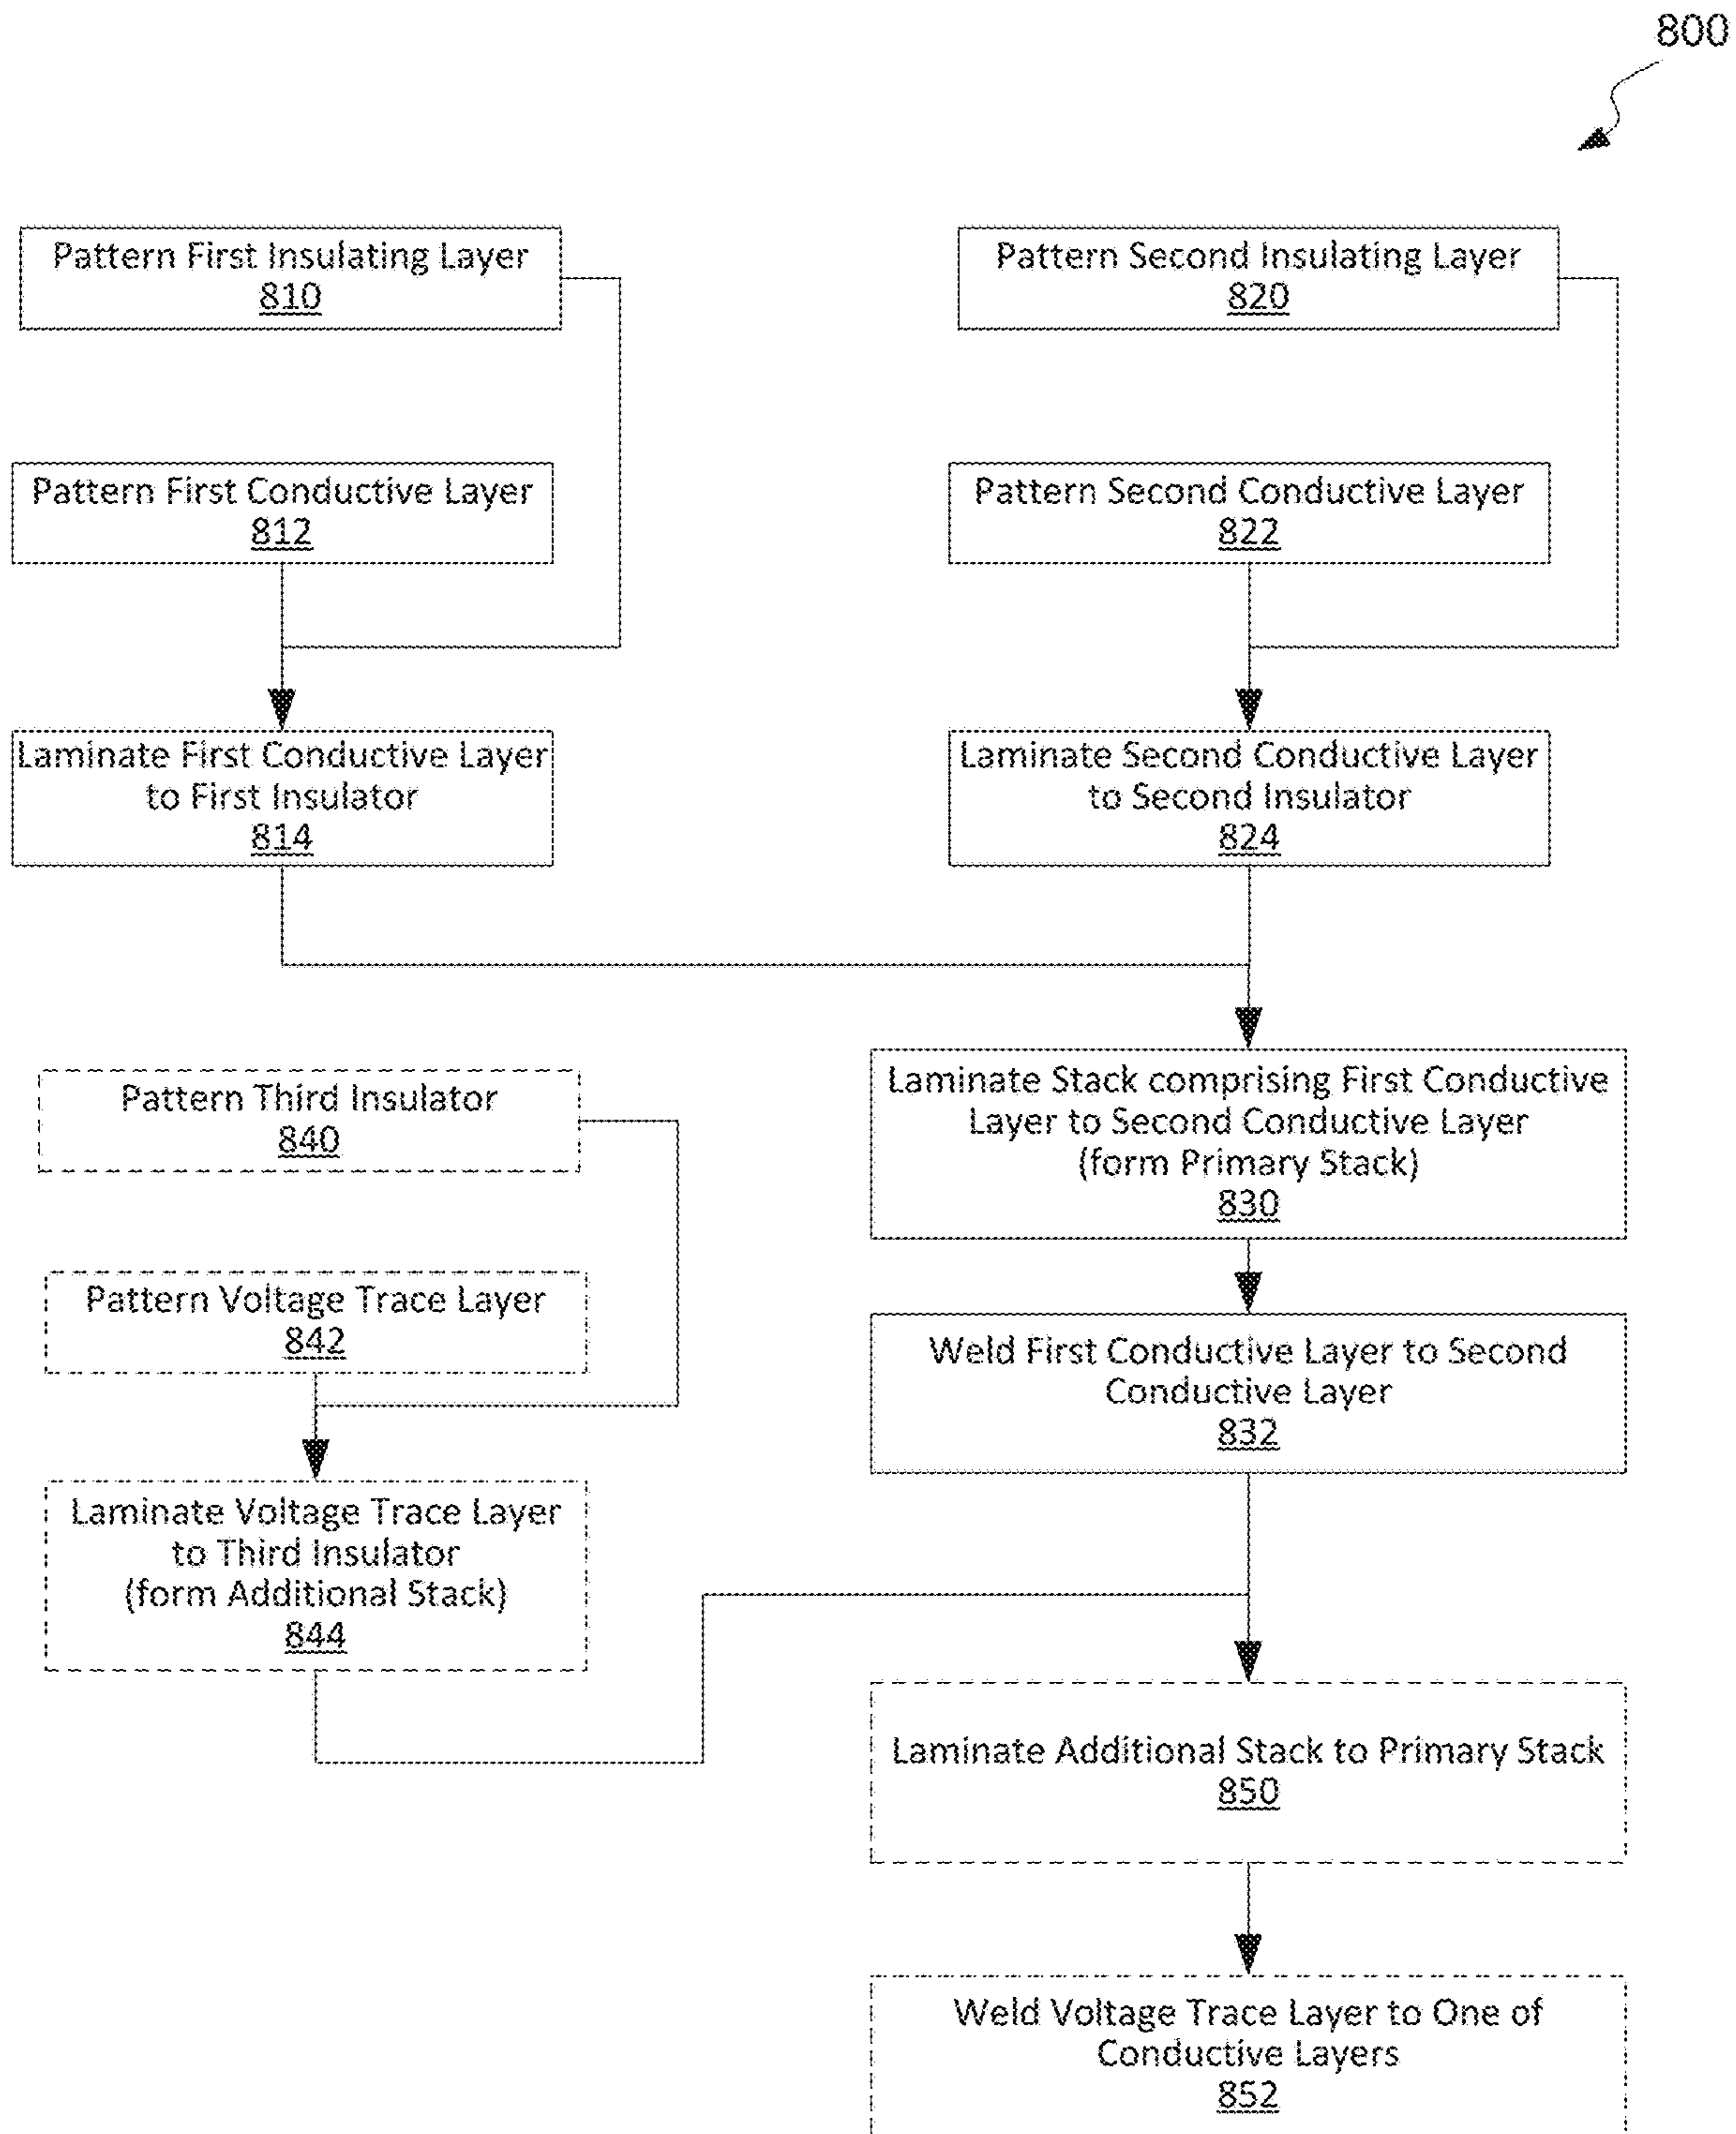 800
Pattern First Insulating Layer
810
Pattern Second Insulating Layer
820
Pattern First Conductive Layer
812
Pattern Second Conductive Layer
822
Laminate First Conductive Layer
to First Insulator
814
Laminate Second Conductive Layer
to Second Insulator
824
Laminate Stack comprising First Conductive
Layer to Second Conductive Layer
(form Primary Stack)
830
Pattern Third Insulator
840
Pattern Voltage Trace Layer
842
Weld First Conductive Layer to Second
Conductive Layer
832
Laminate Voltage Trace Layer
to Third Insulator
(form Additional Stack)
844
Laminate Additional Stack to Primary Stack
850
Weld Voltage Trace Layer to One of
Conductive Layers
852